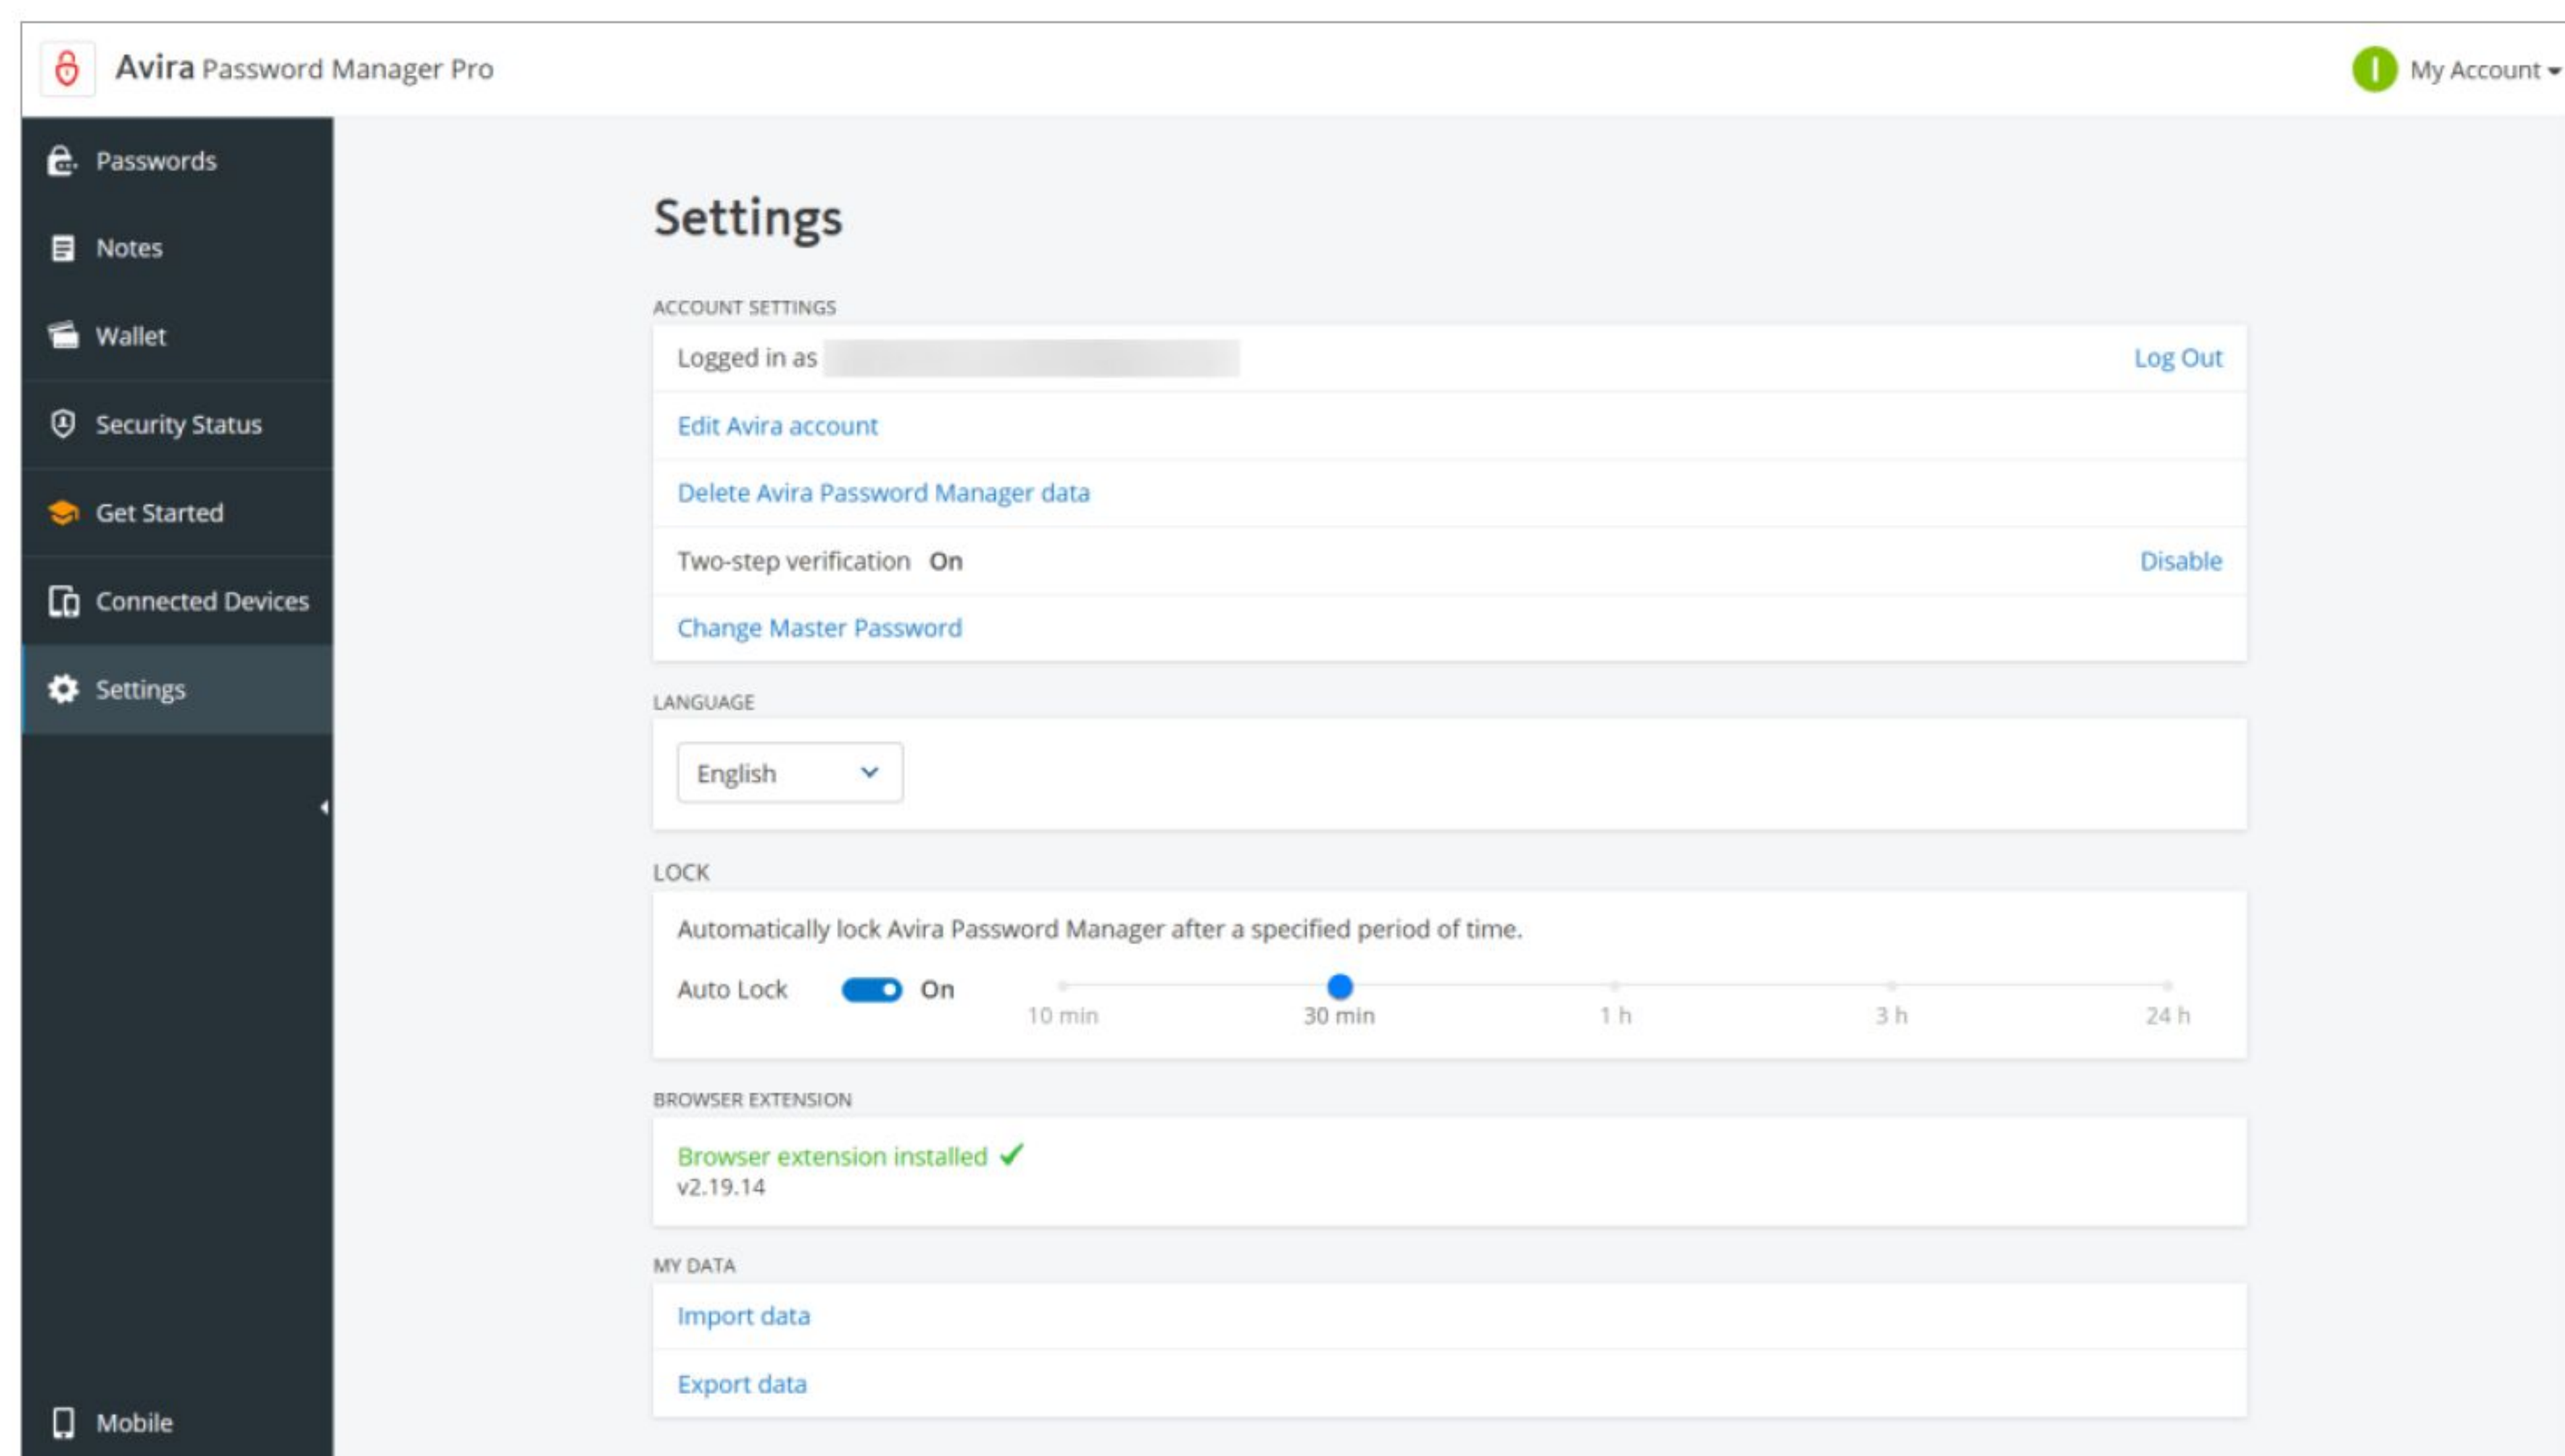 Avira Password Manager Pro
My Account
Passwords
Notes
Wallet
Security Status
Get Started
Connected Devices
Settings
Mobile
Settings
ACCOUNT SETTINGS
Logged in as
Log Out
Edit Avira account
Delete Avira Password Manager data
Two-step verification On
Disable
Change Master Password
LANGUAGE
English
LOCK
Automatically lock Avira Password Manager after a specified period of time.
Auto Lock On
10 min 30 min 1 h 3 h 24 h
BROWSER EXTENSION
Browser extension installed
v2.19.14
MY DATA
Import data
Export data